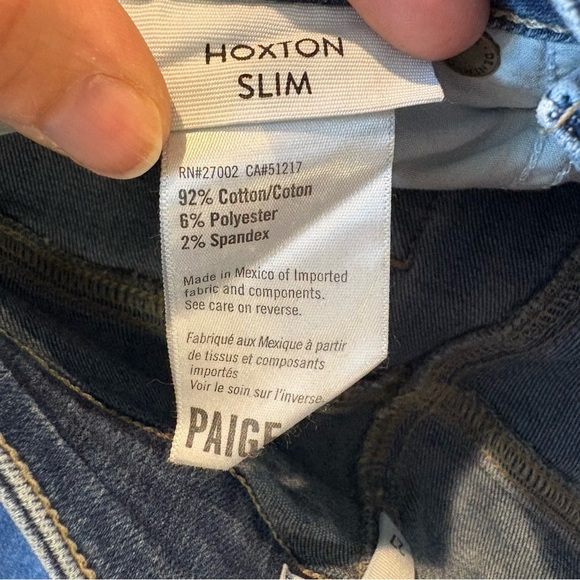 HOXTON
SLIM
RN#27002 CA#51217
92% Cotton/Coton
6% Polyester
2% Spandex
Made in Mexico of Imported
fabric and components.
See care on reverse.
Fabriqué aux Mexique à partir
de tissus et composants
importés
Voir le soin sur l'inverse.
PAIGE